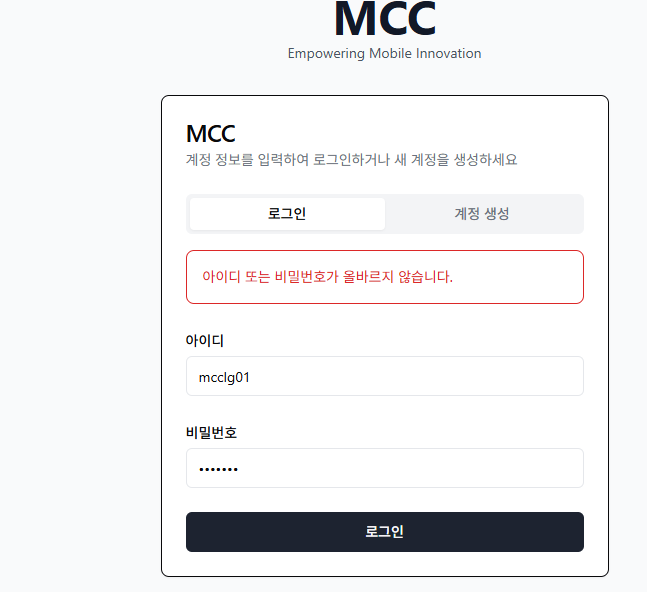 MCC
Empowering Mobile Innovation
MCC
계정 정보를 입력하여 로그인하거나 새 계정을 생성하세요
로그인 계정 생성
아이디 또는 비밀번호가 올바르지 않습니다.
아이디
mcclg01
비밀번호
•••••••
로그인